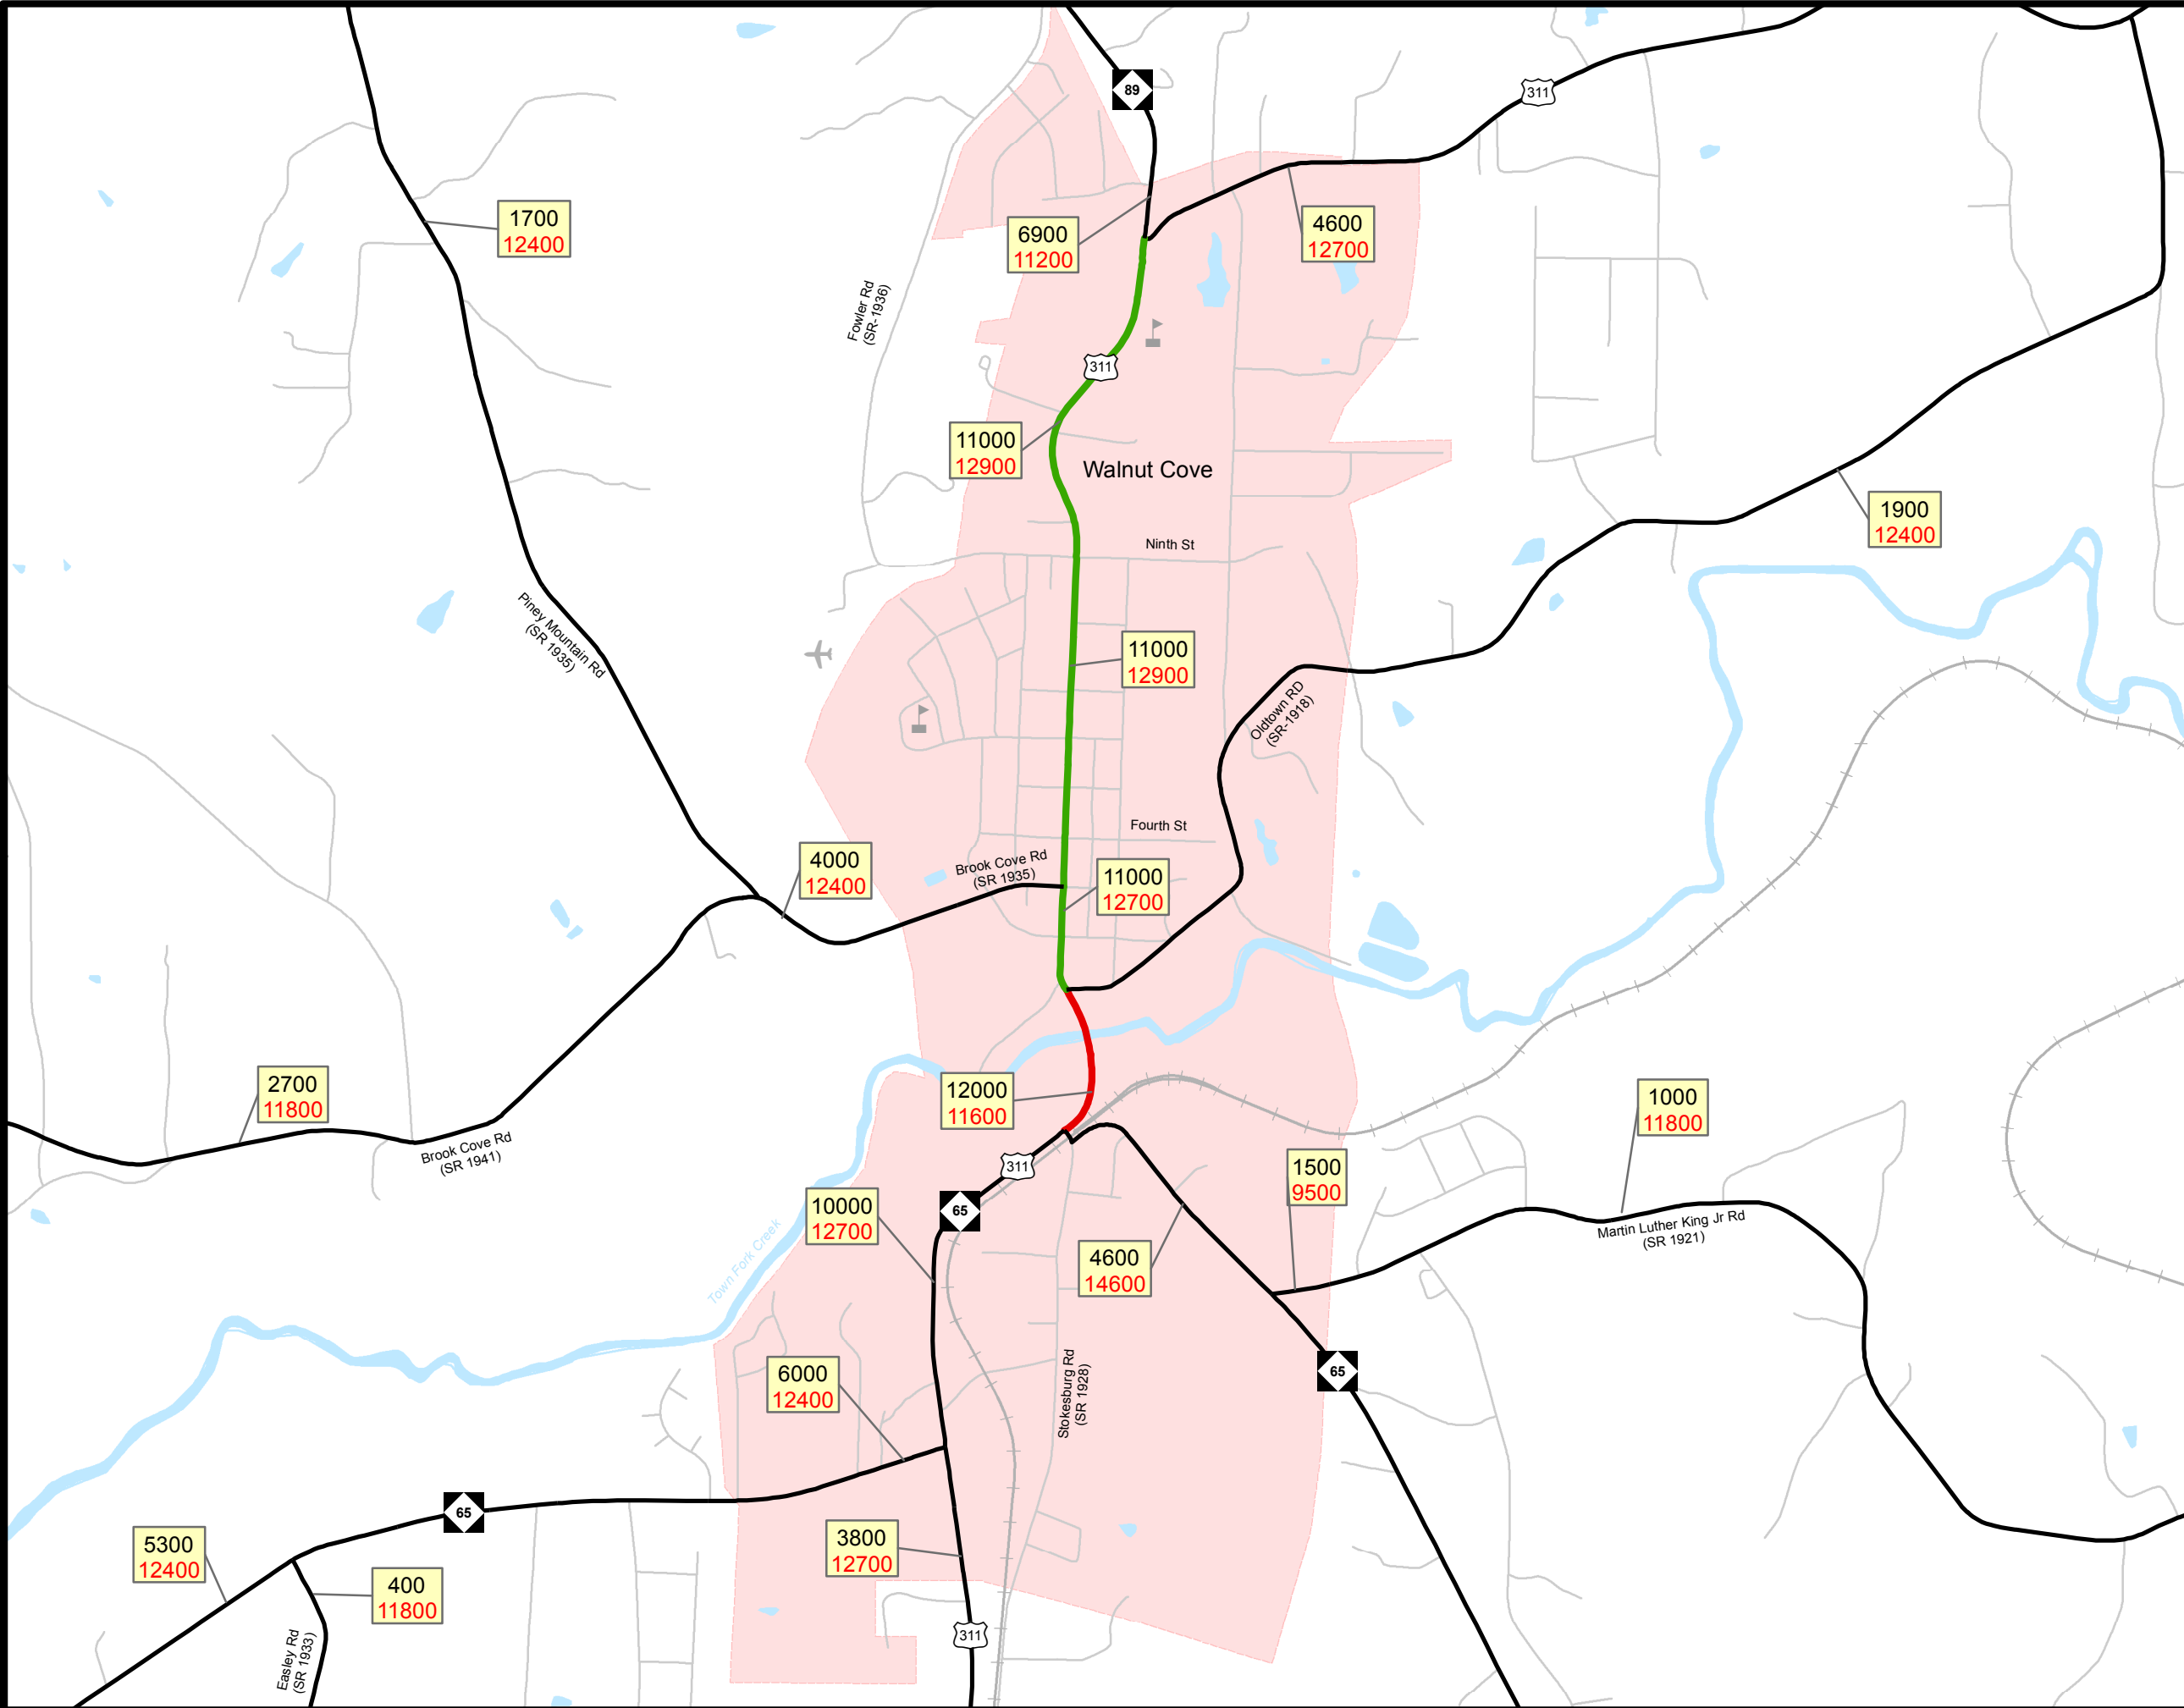 89
311
1700
12400
6900
11200
4600
12700
Fowler Rd
(SR-1936)
311
11000
12900
Walnut Cove
1900
12400
Ninth St
Piney Mountain Rd
(SR 1935)
11000
12900
Oldtown RD
(SR-1918)
Fourth St
4000
12400
Brook Cove Rd
(SR 1935)
11000
12700
2700
11800
Brook Cove Rd
(SR 1941)
12000
11600
1000
11800
311
1500
9500
65
10000
12700
Martin Luther King Jr Rd
(SR 1921)
Town Fork Creek
4600
14600
6000
12400
Stokesburg Rd
(SR 1928)
65
65
5300
12400
3800
12700
400
11800
Easley Rd
(SR 1933)
311